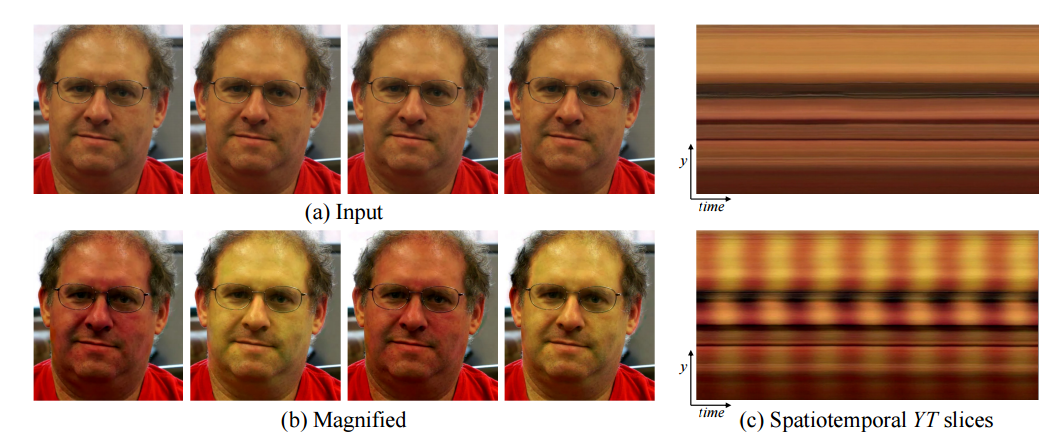 y
time
(a) Input
y
time
(b) Magnified
(c) Spatiotemporal YT slices